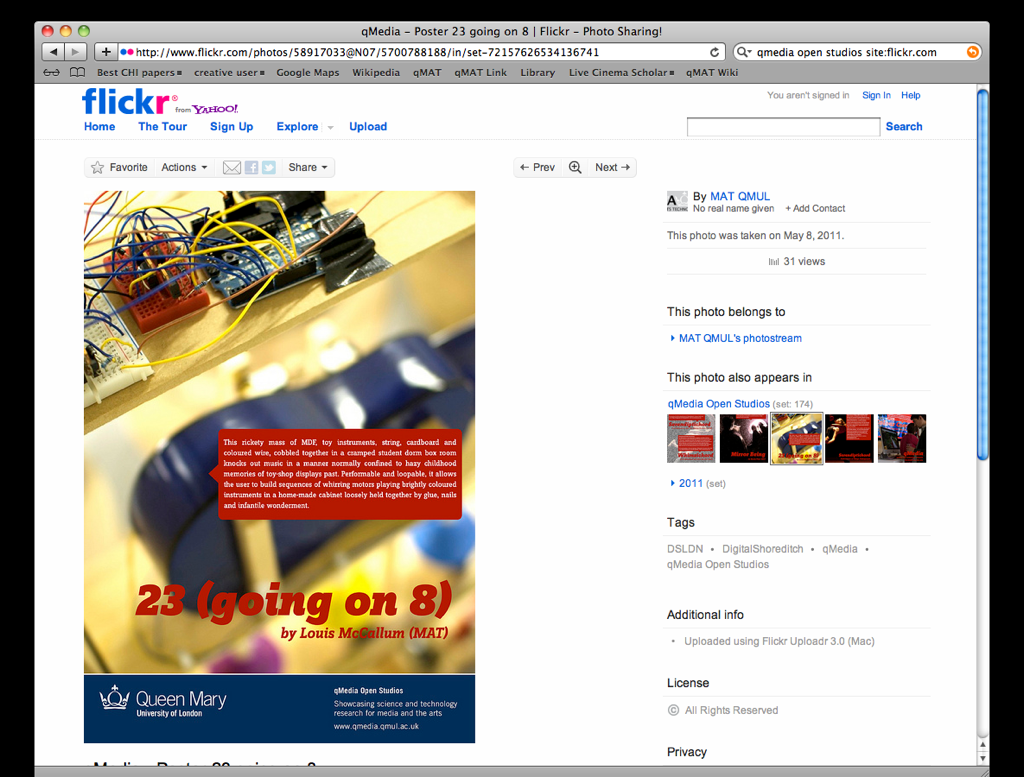 qMedia – Poster 23 going on 8 | Flickr – Photo Sharing!
http://www.flickr.com/photos/58917033@N07/5700788188/in/set-72157626534136741
qmedia open studios site:flickr.com
Best CHI papers creative user Google Maps Wikipedia qMAT qMAT Link Library Live Cinema Scholar qMAT Wiki
flickr® from YAHOO!
You aren't signed in Sign In Help
Home The Tour Sign Up Explore Upload
Search
Favorite Actions Share
← Prev Next →
By MAT QMUL
No real name given + Add Contact
This photo was taken on May 8, 2011.
31 views
This photo belongs to
MAT QMUL's photostream
This photo also appears in
qMedia Open Studios (set: 174)
2011 (set)
Tags
DSLDN • DigitalShoreditch • qMedia •
qMedia Open Studios
Additional info
• Uploaded using Flickr Uploadr 3.0 (Mac)
License
© All Rights Reserved
Privacy
This rickety mass of MDF, toy instruments, string, cardboard and
coloured wire, cobbled together in a cramped student dorm box room
knocks out music in a manner normally confined to hazy childhood
memories of toy-shop displays past. Performable and loopable, it allows
the user to build sequences of whirring motors playing brightly coloured
instruments in a home-made cabinet loosely held together by glue, nails
and infantile wonderment.
23 (going on 8)
by Louis McCallum (MAT)
Queen Mary
University of London
qMedia Open Studios
Showcasing science and technology
research for media and the arts
www.qmedia.qmul.ac.uk